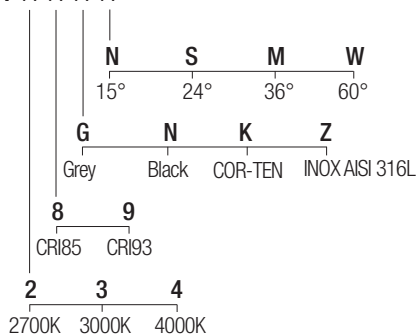 N S M W
15° 24° 36° 60°
G N K Z
Grey Black COR-TEN INOX AISI 316L
8 9
CRI85 CRI93
2 3 4
2700K 3000K 4000K